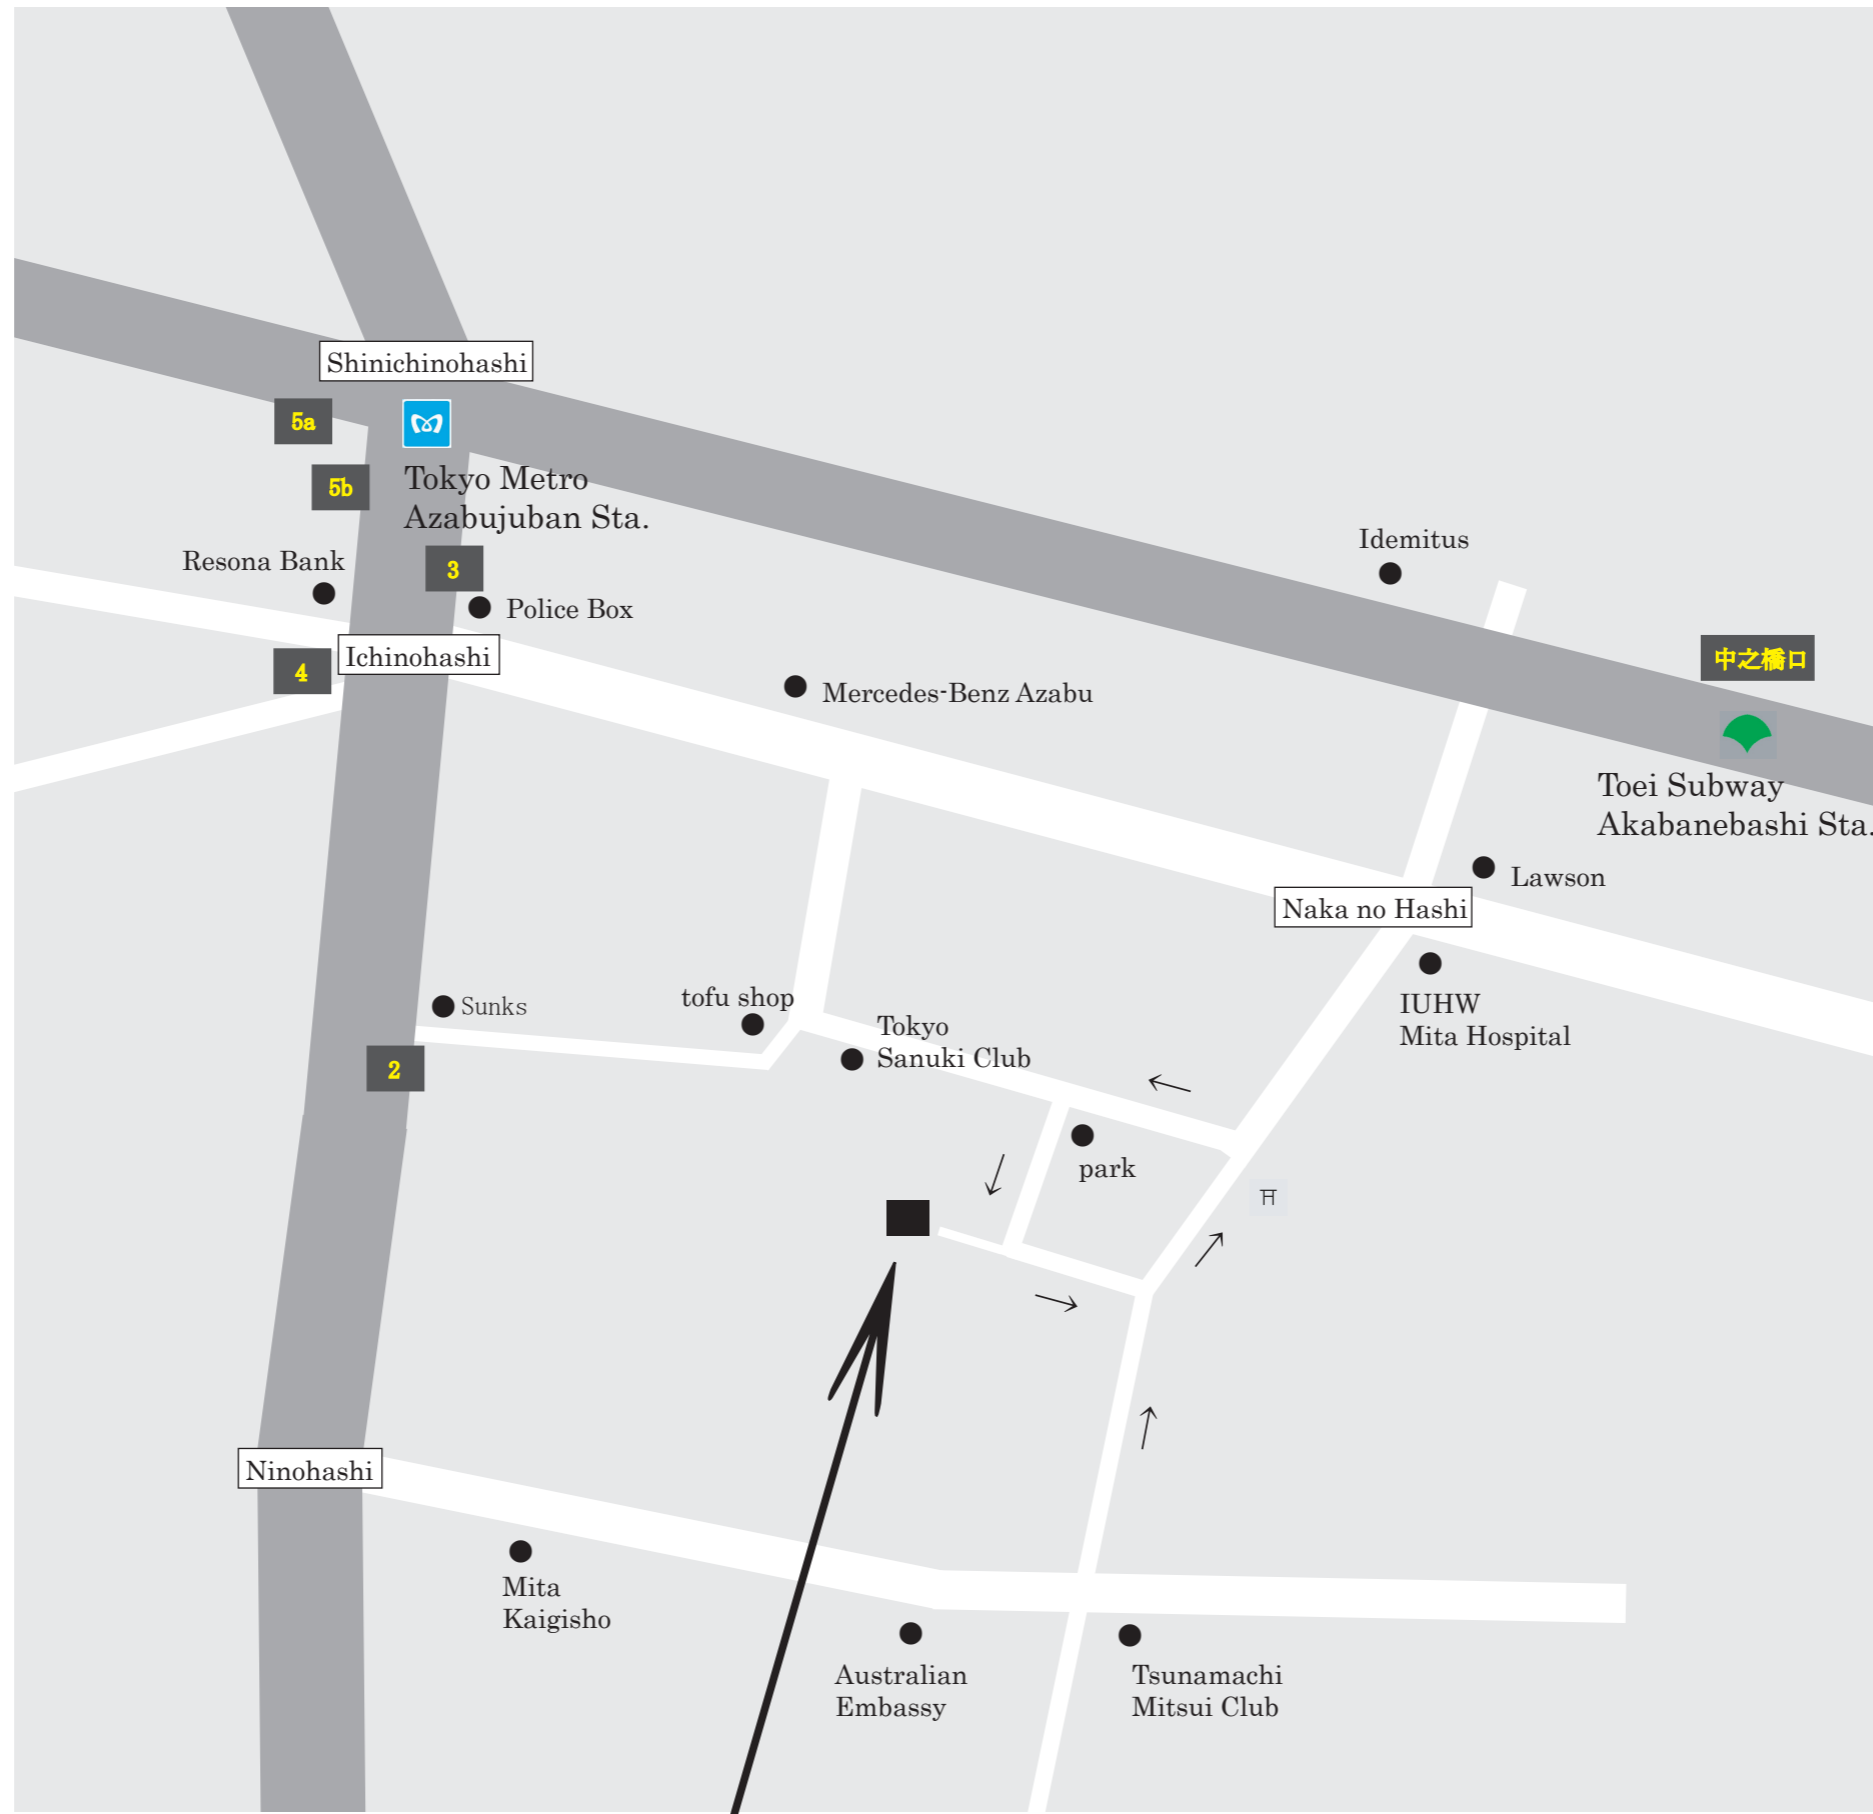 Shinichinohashi
5a
5b
Tokyo Metro
Azabujuban Sta.
Idemitus
Resona Bank
3
Police Box
Ichinohashi
4
中之橋口
Mercedes-Benz Azabu
Toei Subway
Akabanebashi Sta.
Lawson
Naka no Hashi
IUHW
Mita Hospital
Sunks
tofu shop
Tokyo
Sanuki Club
2
park
Ninohashi
Mita
Kaigisho
Australian
Embassy
Tsunamachi
Mitsui Club